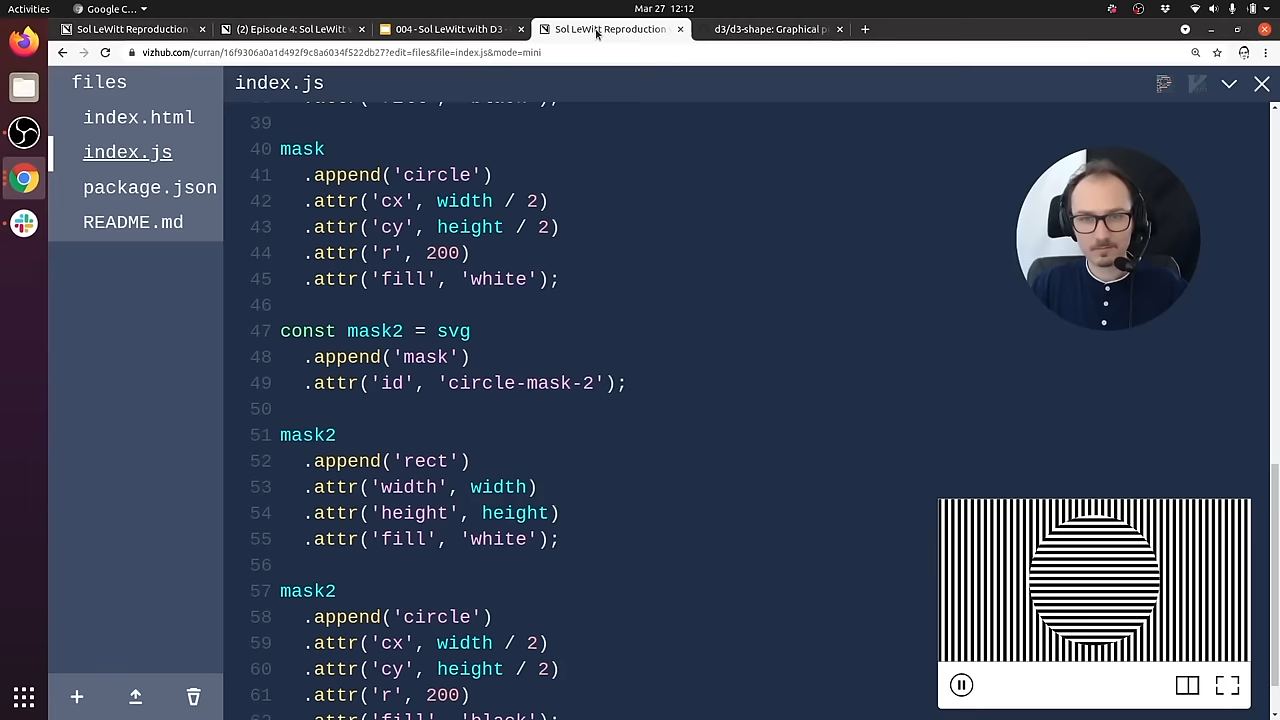 Activities
Google C...
Mar 27 12:12
Sol LeWitt Reproduction
(2) Episode 4: Sol LeWitt
004 - Sol LeWitt with D3 -
Sol LeWitt Reproduction
d3/d3-shape: Graphical p
vizhub.com/curran/16f9306a0a1d492f9c8a6034f522db27?edit=files&file=index.js&mode=mini
files
index.html
index.js
package.json
README.md
index.js
39
40 mask
41 .append('circle')
42 .attr('cx', width / 2)
43 .attr('cy', height / 2)
44 .attr('r', 200)
45 .attr('fill', 'white');
46
47 const mask2 = svg
48 .append('mask')
49 .attr('id', 'circle-mask-2');
50
51 mask2
52 .append('rect')
53 .attr('width', width)
54 .attr('height', height)
55 .attr('fill', 'white');
56
57 mask2
58 .append('circle')
59 .attr('cx', width / 2)
60 .attr('cy', height / 2)
61 .attr('r', 200)